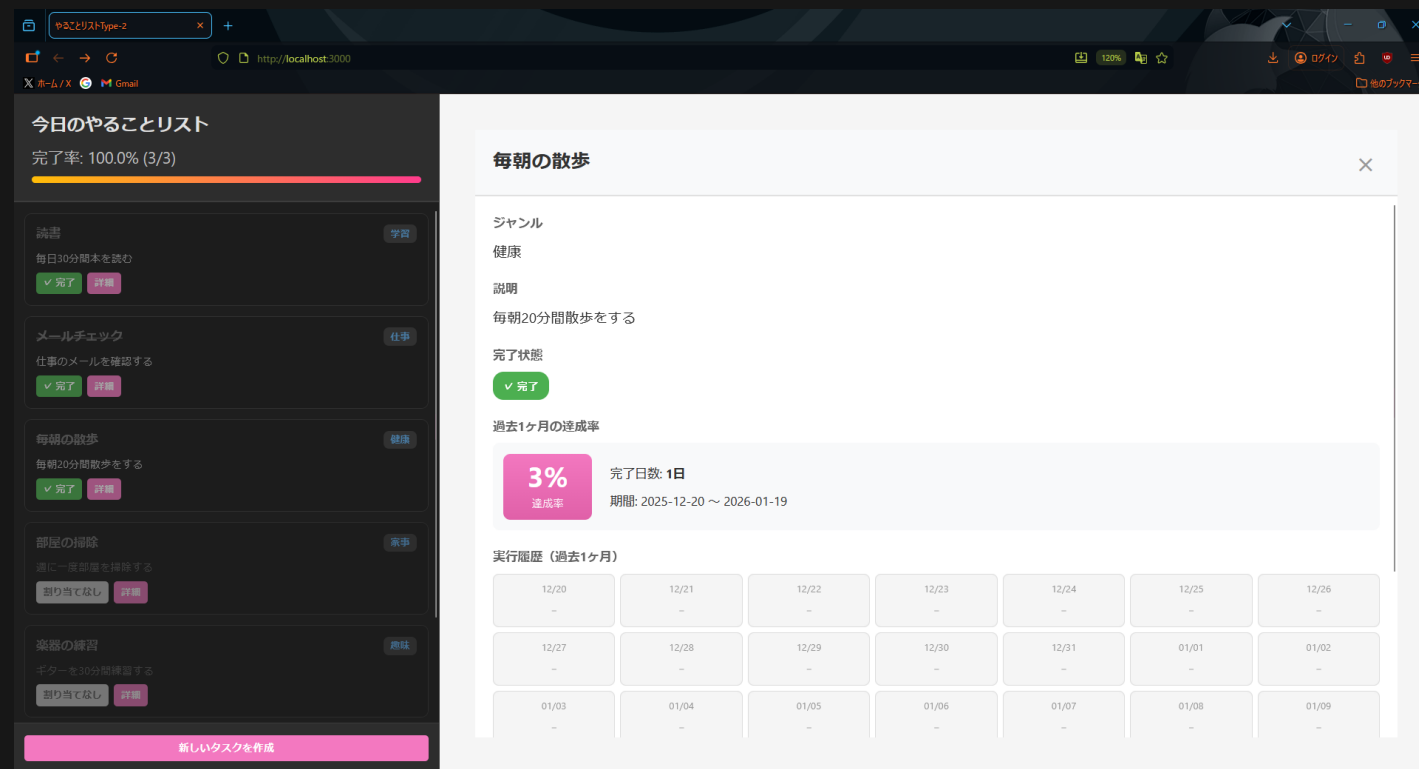 やることリストType-2
http://localhost:3000
120%
ログイン
ホーム / X
Gmail
他のブックマー
今日のやることリスト
完了率: 100.0% (3/3)
読書
学習
毎日30分間本を読む
✓ 完了
詳細
メールチェック
仕事
仕事のメールを確認する
✓ 完了
詳細
毎朝の散歩
健康
毎朝20分間散歩をする
✓ 完了
詳細
部屋の掃除
家事
週に一度部屋を掃除する
割り当てなし
詳細
楽器の練習
趣味
ギターを30分間練習する
割り当てなし
詳細
新しいタスクを作成
毎朝の散歩
ジャンル
健康
説明
毎朝20分間散歩をする
完了状態
✓ 完了
過去1ヶ月の達成率
3%
達成率
完了日数: 1日
期間: 2025-12-20 〜 2026-01-19
実行履歴（過去1ヶ月）
12/20 12/21 12/22 12/23 12/24 12/25 12/26
– – – – – – –
12/27 12/28 12/29 12/30 12/31 01/01 01/02
– – – – – – –
01/03 01/04 01/05 01/06 01/07 01/08 01/09
– – – – – – –